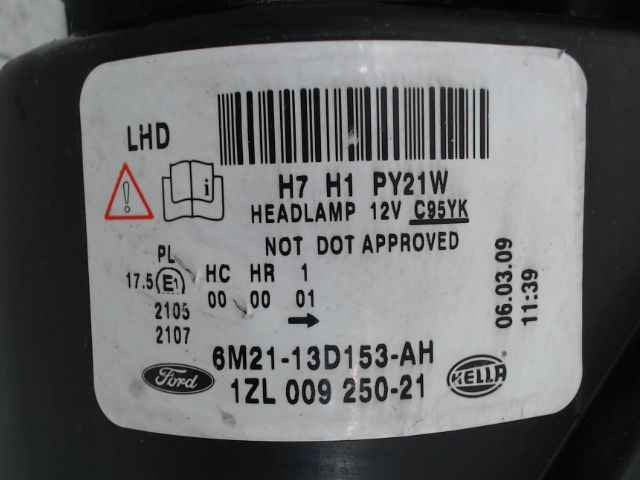 LHD
H7 H1 PY21W
HEADLAMP 12V C95YK
NOT DOT APPROVED
PL
17.5 E1 HC HR 1
00 00 01
2105
2107
06.03.09
11:39
6M21-13D153-AH
1ZL 009 250-21
Ford
HELLA
i